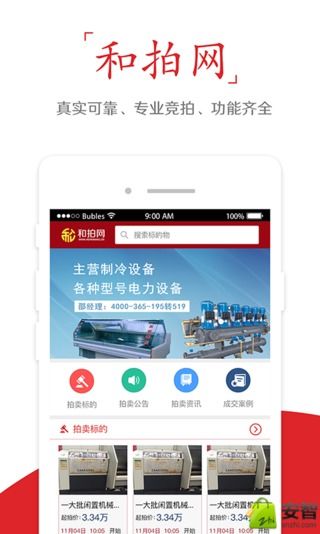 和拍网
真实可靠、专业竞拍、功能齐全
Bubles 9:00 AM 100%
和拍网 搜索标的物
主营制冷设备
各种型号电力设备
邵经理：4000-365-195转519
拍卖标的 拍卖公告 拍卖资讯 成交案例
拍卖标的
一大批闲置机械... 一大批闲置机械... 一大批闲置机械...
起拍价：3.34万 起拍价：3.34万 起拍价：3.34万
11月04日 10:05 开始 11月04日 10:05 开始 11月04日
安智